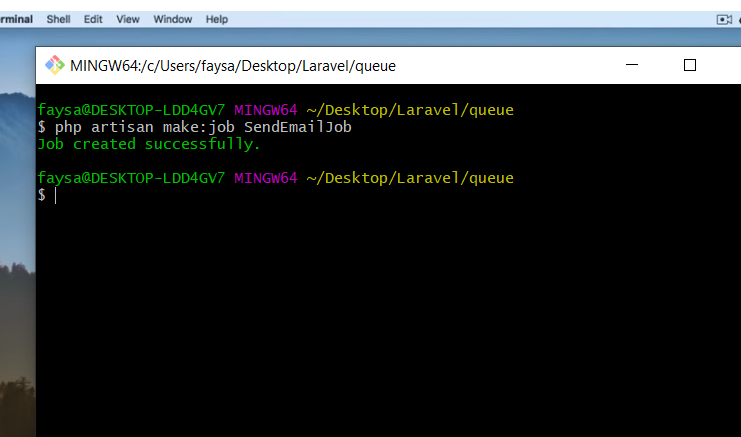 Shell Edit View Window Help
MINGW64:/c/Users/faysa/Desktop/Laravel/queue
faysa@DESKTOP-LDD4GV7 MINGW64 ~/Desktop/Laravel/queue
$ php artisan make:job SendEmailJob
Job created successfully.
faysa@DESKTOP-LDD4GV7 MINGW64 ~/Desktop/Laravel/queue
$